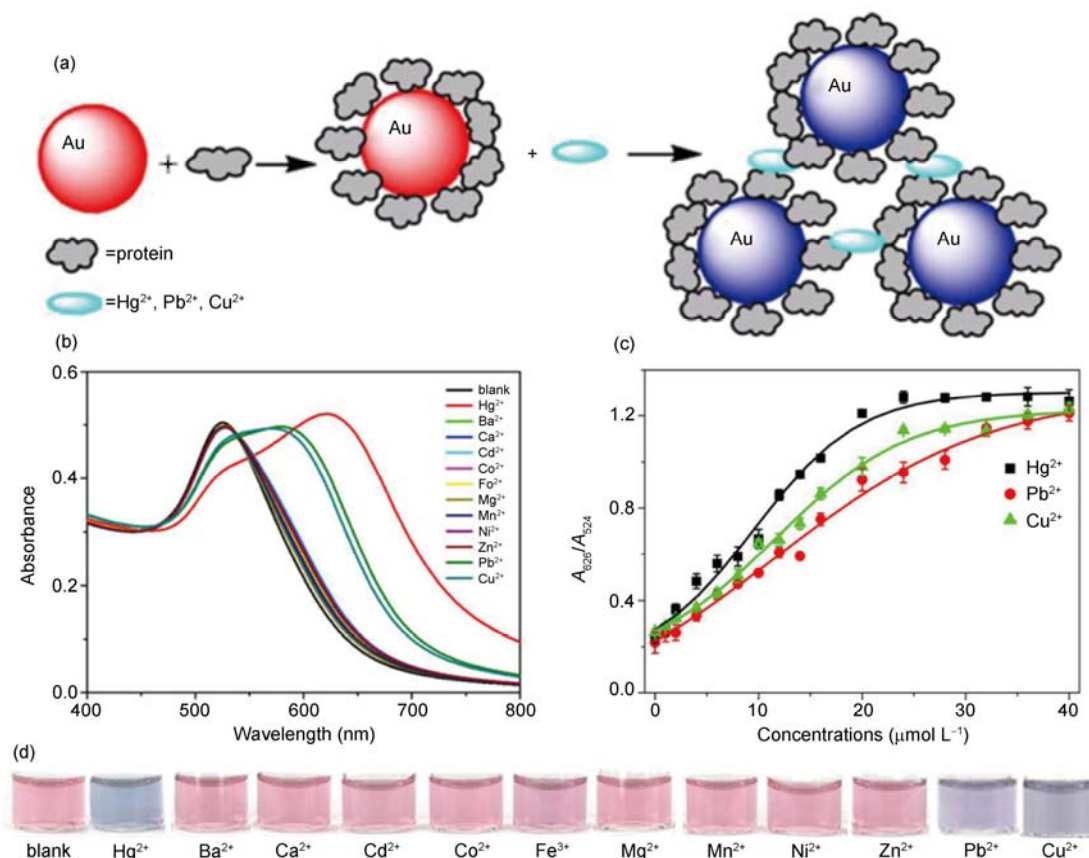 (a)
Au
+
Au
+
Au
Au
Au
=protein
=Hg²⁺, Pb²⁺, Cu²⁺
(b)
0.6
0.4
0.2
0.0
Absorbance
400
500
600
700
800
Wavelength (nm)
blank
Hg²⁺
Ba²⁺
Ca²⁺
Cd²⁺
Co²⁺
Fo²⁺
Mg²⁺
Mn²⁺
Ni²⁺
Zn²⁺
Pb²⁺
Cu²⁺
(c)
1.2
0.8
0.4
0.0
A₆₂₆/A₅₂₄
Hg²⁺
Pb²⁺
Cu²⁺
0
10
20
30
40
Concentrations (μmol L⁻¹)
(d)
blank Hg²⁺ Ba²⁺ Ca²⁺ Cd²⁺ Co²⁺ Fe³⁺ Mg²⁺ Mn²⁺ Ni²⁺ Zn²⁺ Pb²⁺ Cu²⁺